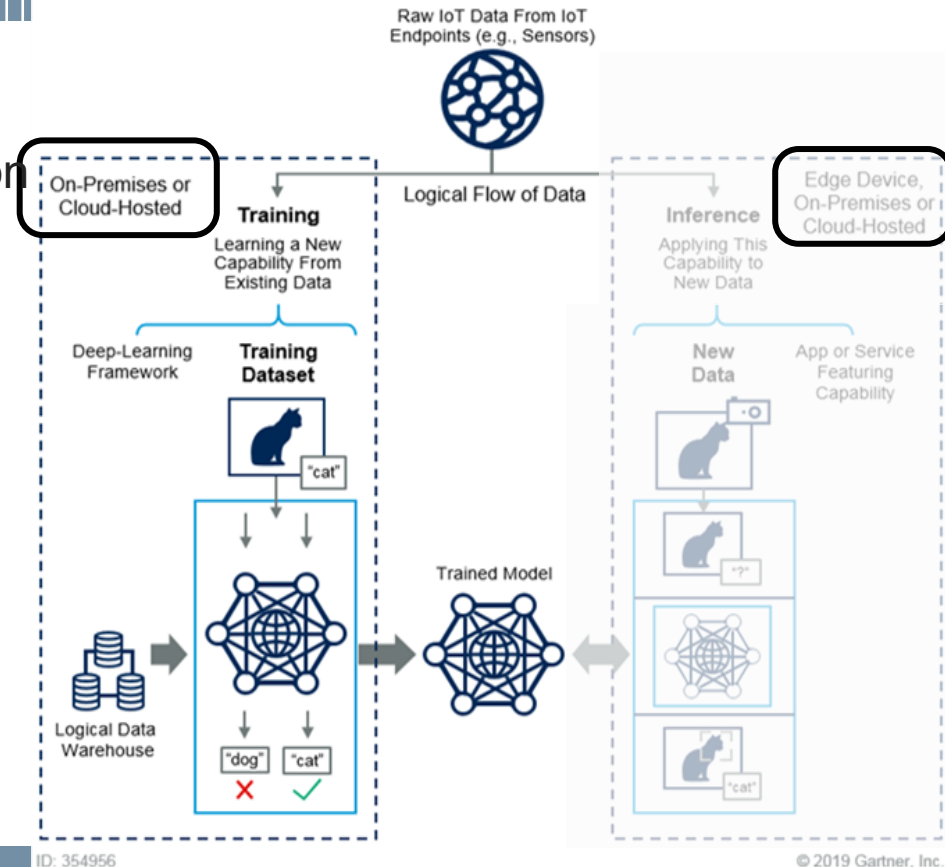 Raw IoT Data From IoT
Endpoints (e.g., Sensors)
on
On-Premises or
Cloud-Hosted
Logical Flow of Data
Edge Device,
On-Premises or
Cloud-Hosted
Training
Learning a New
Capability From
Existing Data
Inference
Applying This
Capability to
New Data
Deep-Learning
Framework
Training
Dataset
New
Data
App or Service
Featuring
Capability
"cat"
"?"
Trained Model
Logical Data
Warehouse
"dog"
"cat"
"cat"
ID: 354956
© 2019 Gartner, Inc.